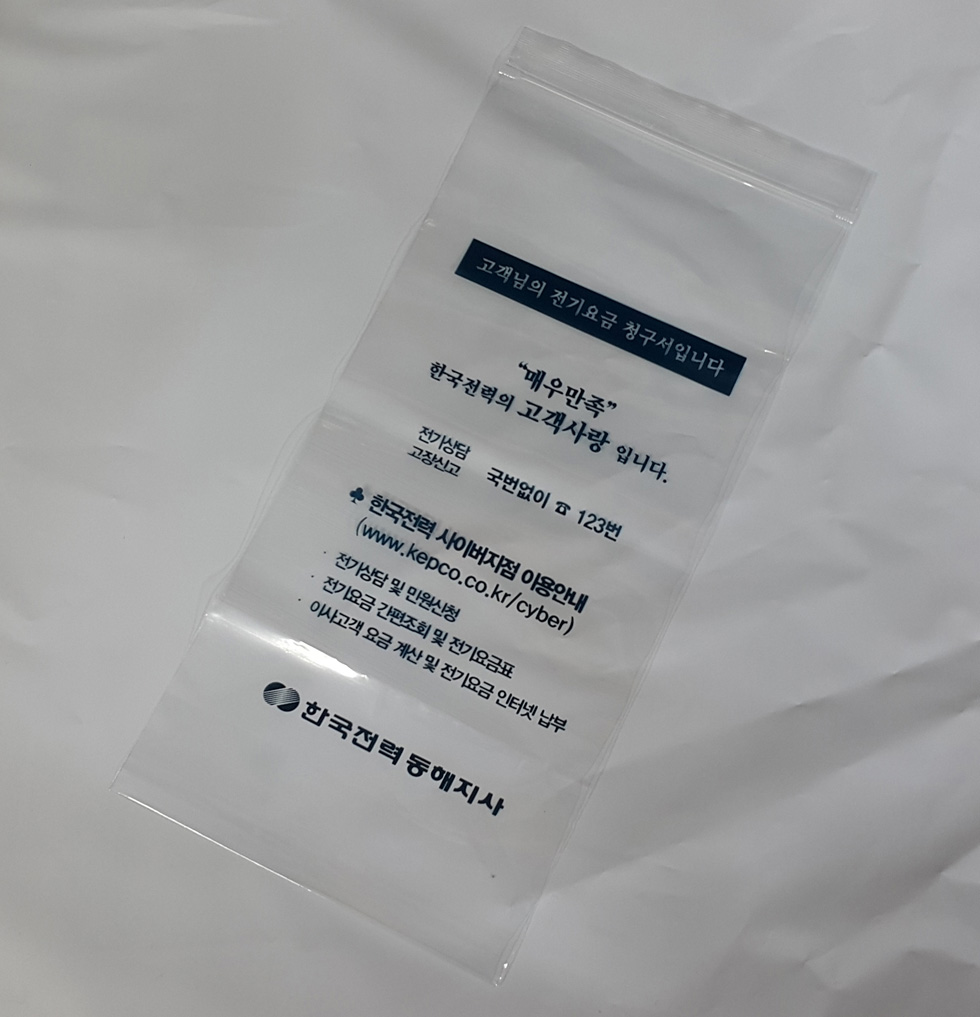 고객님의 전기요금 청구서입니다
“매우만족”
한국전력의 고객사랑 입니다.
전기상담
고장신고 국번없이 ☎ 123번
♣ 한국전력 사이버지점 이용안내
(www.kepco.co.kr/cyber)
전기상담 및 민원신청
전기요금 간편조회 및 전기요금표
이사고객 요금 계산 및 전기요금 인터넷 납부
한국전력 동해지사